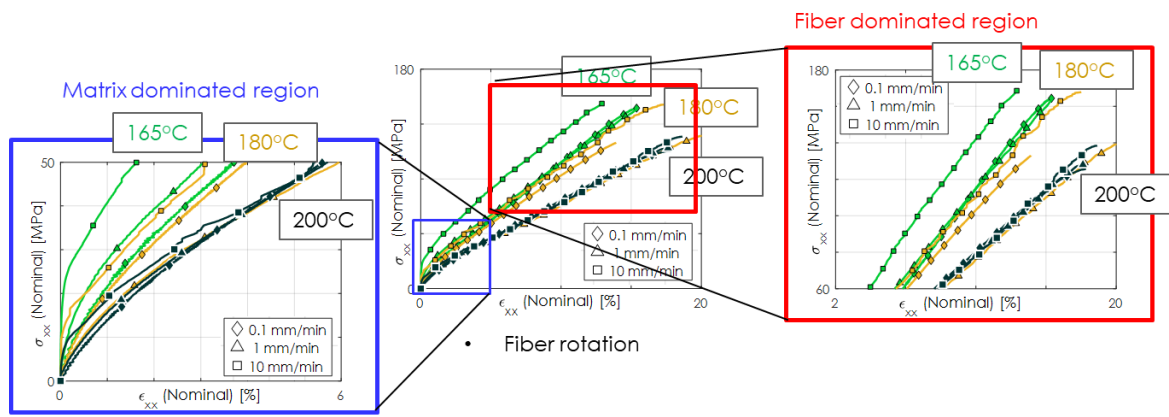 Fiber dominated region
Matrix dominated region
165°C
180°C
50
σxx (Nominal) [MPa]
0
200°C
0.1 mm/min
1 mm/min
10 mm/min
0
ϵxx (Nominal) [%]
6
180
165°C
180°C
σxx (Nominal) [MPa]
200°C
0.1 mm/min
1 mm/min
10 mm/min
0
0
ϵxx (Nominal) [%]
20
• Fiber rotation
165°C
180°C
180
0.1 mm/min
1 mm/min
10 mm/min
σxx (Nominal) [MPa]
200°C
60
2
ϵxx (Nominal) [%]
20